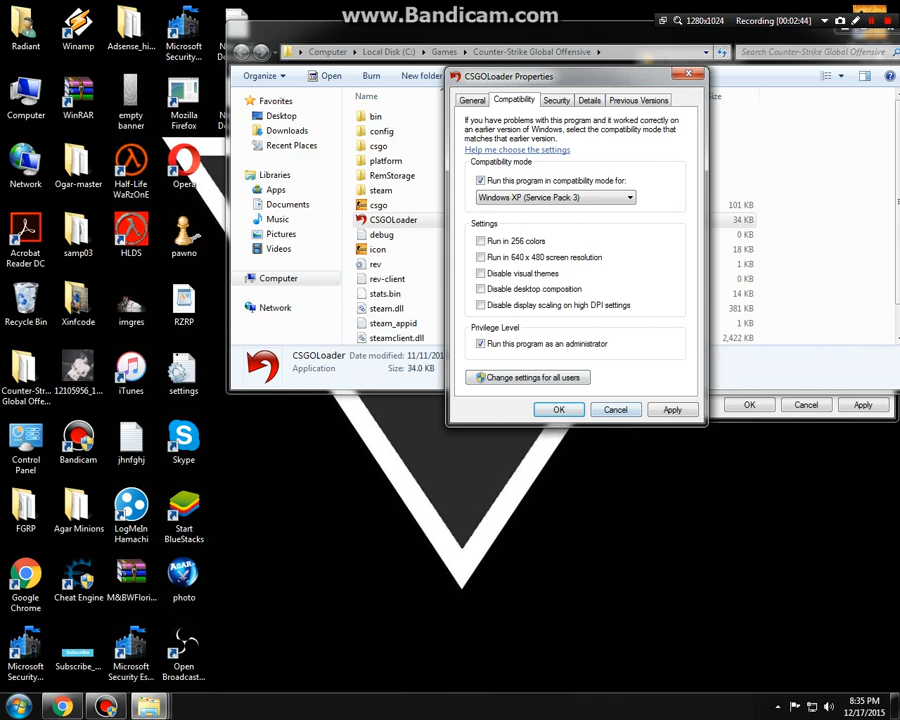 www.Bandicam.com
1280x1024
Recording [00:02:44]
Computer
Local Disk (C:)
Games
Counter-Strike Global Offensive
Search Counter-Strike Global Offensive
Organize
Open
Burn
New folder
Favorites
Desktop
Downloads
Recent Places
Libraries
Apps
Documents
Music
Pictures
Videos
Computer
Network
Name
bin
config
csgo
platform
RemStorage
steam
csgo
CSGOLoader
debug
icon
rev
rev-client
stats.bin
steam.dll
steam_appid
steamclient.dll
101 KB
34 KB
0 KB
18 KB
1 KB
0 KB
14 KB
381 KB
1 KB
2,422 KB
CSGOLoader Date modified: 11/11/201
Application Size: 34.0 KB
CSGOLoader Properties
General
Compatibility
Security
Details
Previous Versions
If you have problems with this program and it worked correctly on
an earlier version of Windows, select the compatibility mode that
matches that earlier version.
Help me choose the settings
Compatibility mode
Run this program in compatibility mode for:
Windows XP (Service Pack 3)
Settings
Run in 256 colors
Run in 640 x 480 screen resolution
Disable visual themes
Disable desktop composition
Disable display scaling on high DPI settings
Privilege Level
Run this program as an administrator
Change settings for all users
OK
Cancel
Apply
OK
Cancel
Apply
Radiant
Winamp
Adsense_hi...
Microsoft
Security...
Computer
WinRAR
empty
banner
Mozilla
Firefox
Network
Ogar-master
Half-Life
WaRzOnE
Opera
Acrobat
Reader DC
samp03
HLDS
pawno
Recycle Bin
Xinfcode
imgres
RZRP
Counter-Str...
Global Offe...
12105956_1...
iTunes
settings
Control
Panel
Bandicam
jhnfghj
Skype
FGRP
Agar Minions
LogMeIn
Hamachi
Start
BlueStacks
Google
Chrome
Cheat Engine
M&BWFlori...
photo
Microsoft
Security...
Subscribe_...
Microsoft
Security Es...
Open
Broadcast...
8:35 PM
12/17/2015